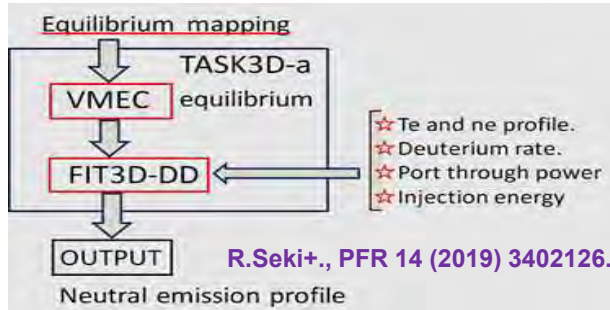 Equilibrium mapping
TASK3D-a
VMEC equilibrium
☆Te and ne profile.
☆Deuterium rate.
FIT3D-DD
☆Port through power
☆Injection energy
OUTPUT
R.Seki+., PFR 14 (2019) 3402126.
Neutral emission profile